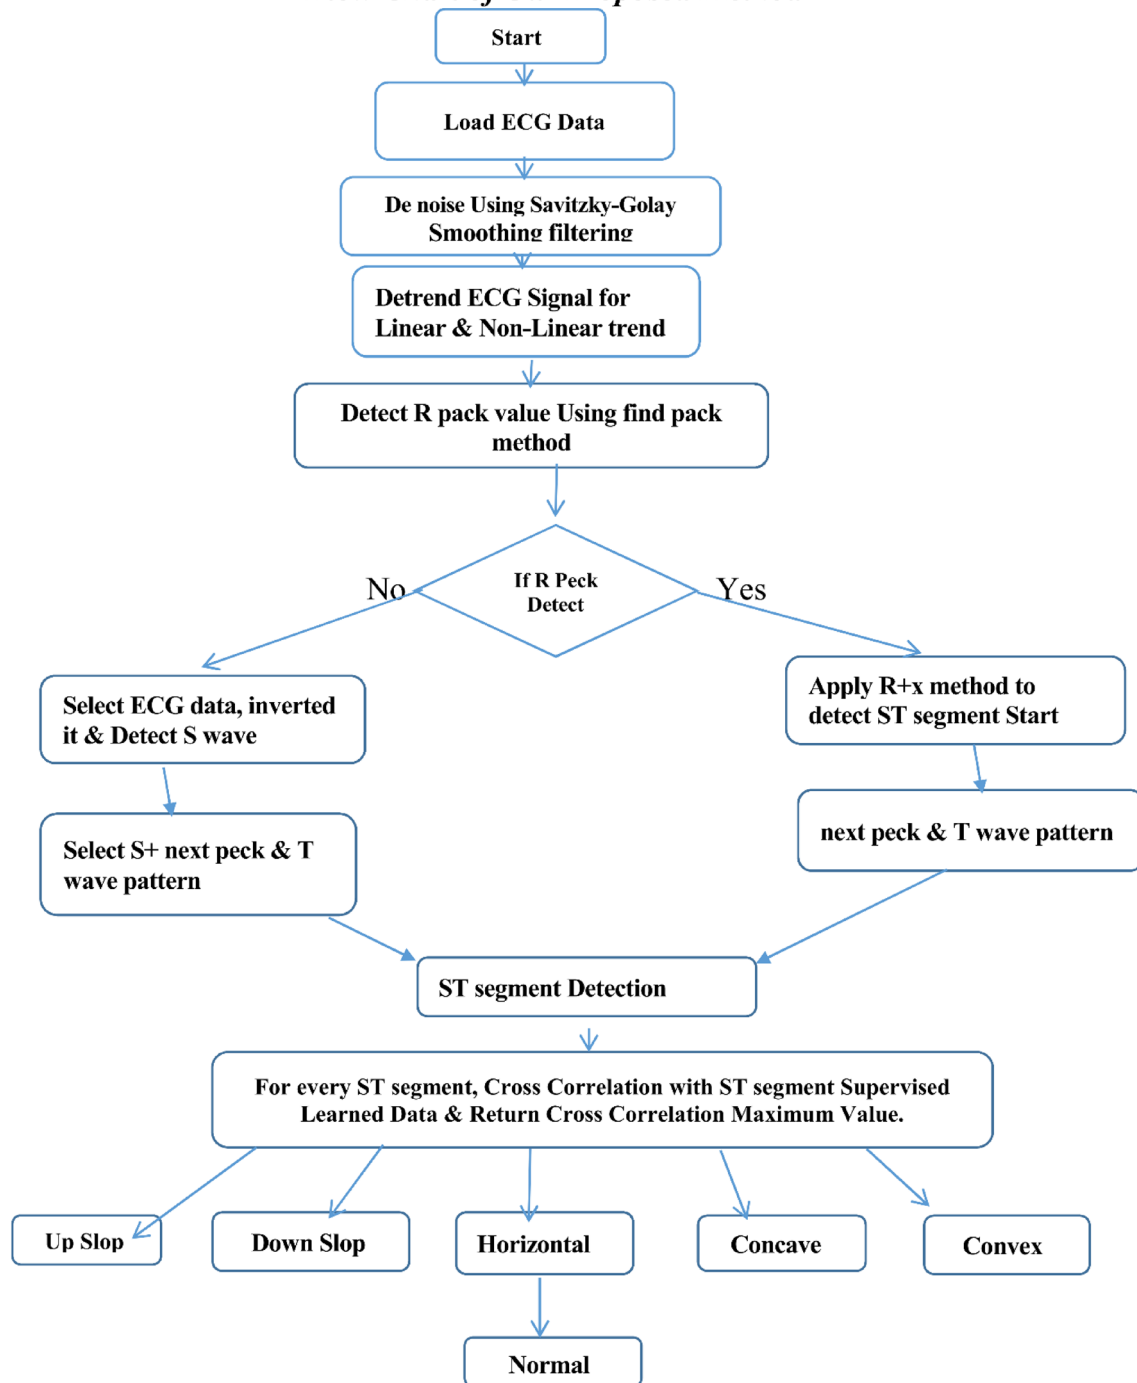 Start
Load ECG Data
De noise Using Savitzky-Golay
Smoothing filtering
Detrend ECG Signal for
Linear & Non-Linear trend
Detect R pack value Using find pack
method
If R Peck
Detect
No
Yes
Select ECG data, inverted
it & Detect S wave
Apply R+x method to
detect ST segment Start
Select S+ next peck & T
wave pattern
next peck & T wave pattern
ST segment Detection
For every ST segment, Cross Correlation with ST segment Supervised
Learned Data & Return Cross Correlation Maximum Value.
Up Slop
Down Slop
Horizontal
Concave
Convex
Normal